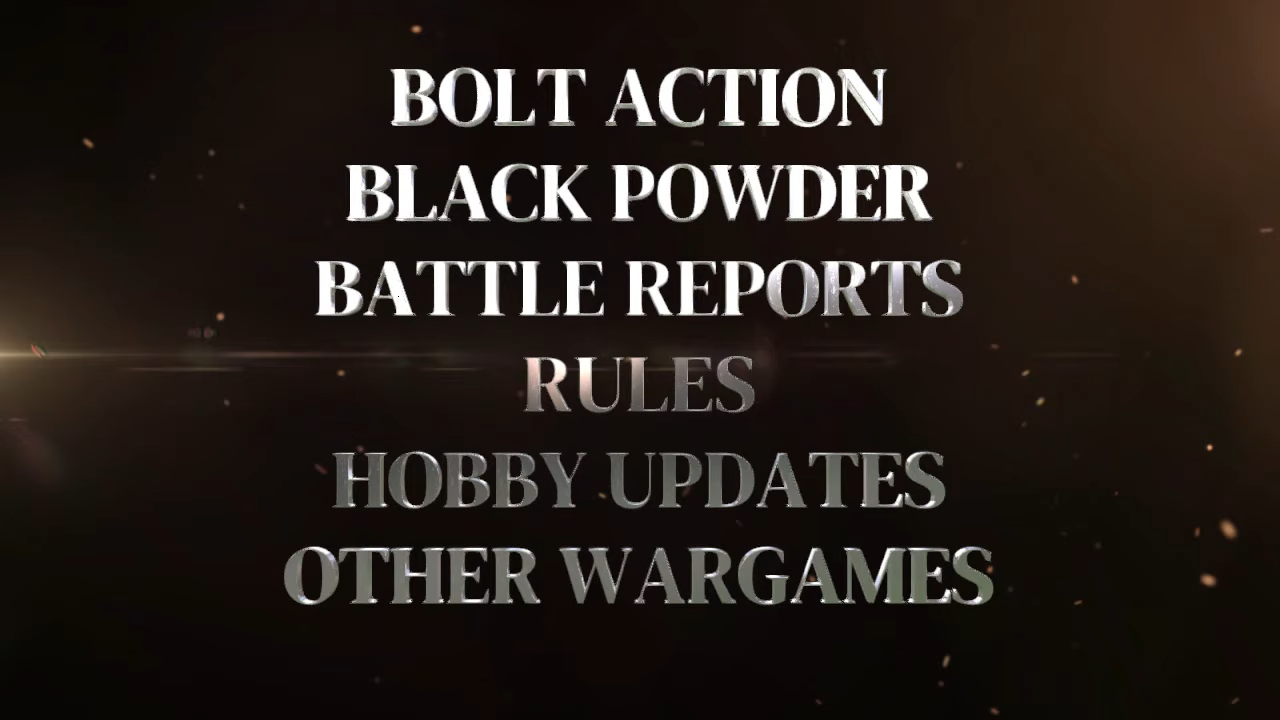 BOLT ACTION
BLACK POWDER
BATTLE REPORTS
RULES
HOBBY UPDATES
OTHER WARGAMES